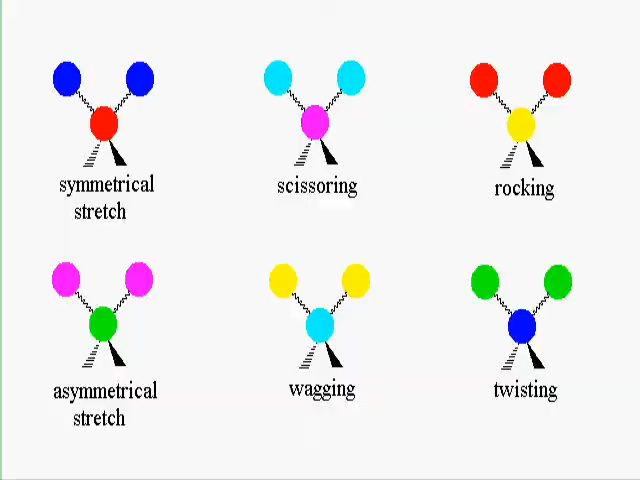 symmetrical
stretch
scissoring
rocking
asymmetrical
stretch
wagging
twisting